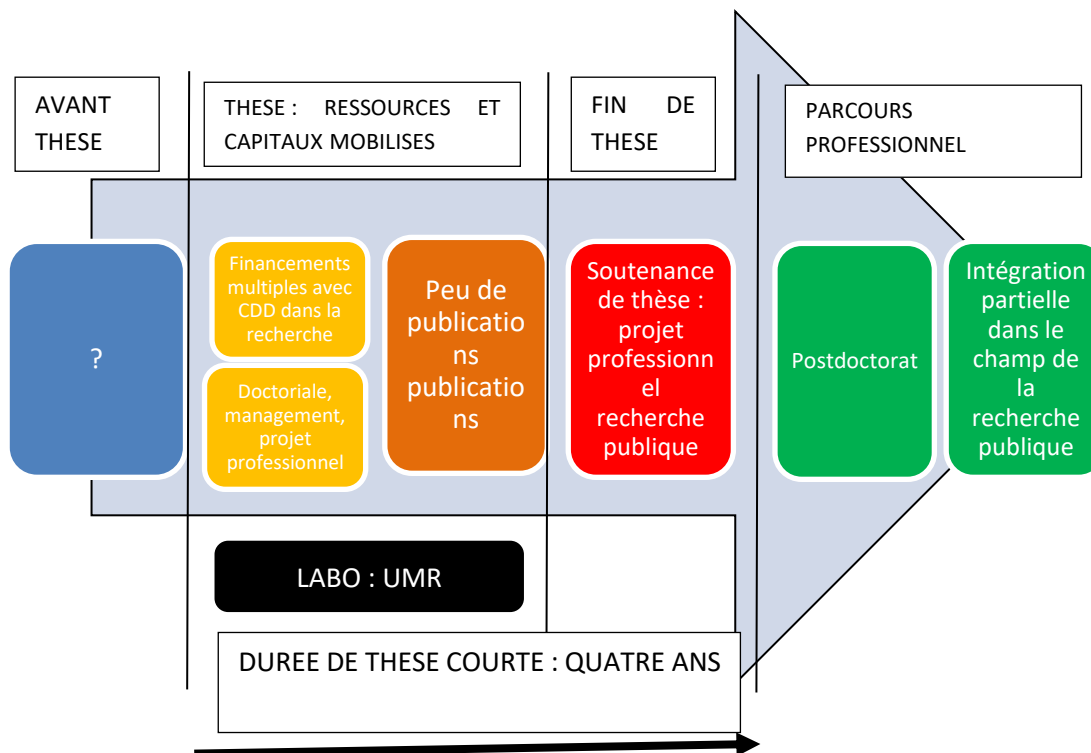 AVANT
THESE
THESE : RESSOURCES ET
CAPITAUX MOBILISES
FIN DE
THESE
PARCOURS
PROFESSIONNEL
?
Financements
multiples avec
CDD dans la
recherche
Doctoriale,
management,
projet
professionnel
Peu de
publicatio
ns
publicatio
ns
Soutenance
de thèse :
projet
professionn
el
recherche
publique
Postdoctorat
Intégration
partielle
dans le
champ de
la
recherche
publique
LABO : UMR
DUREE DE THESE COURTE : QUATRE ANS